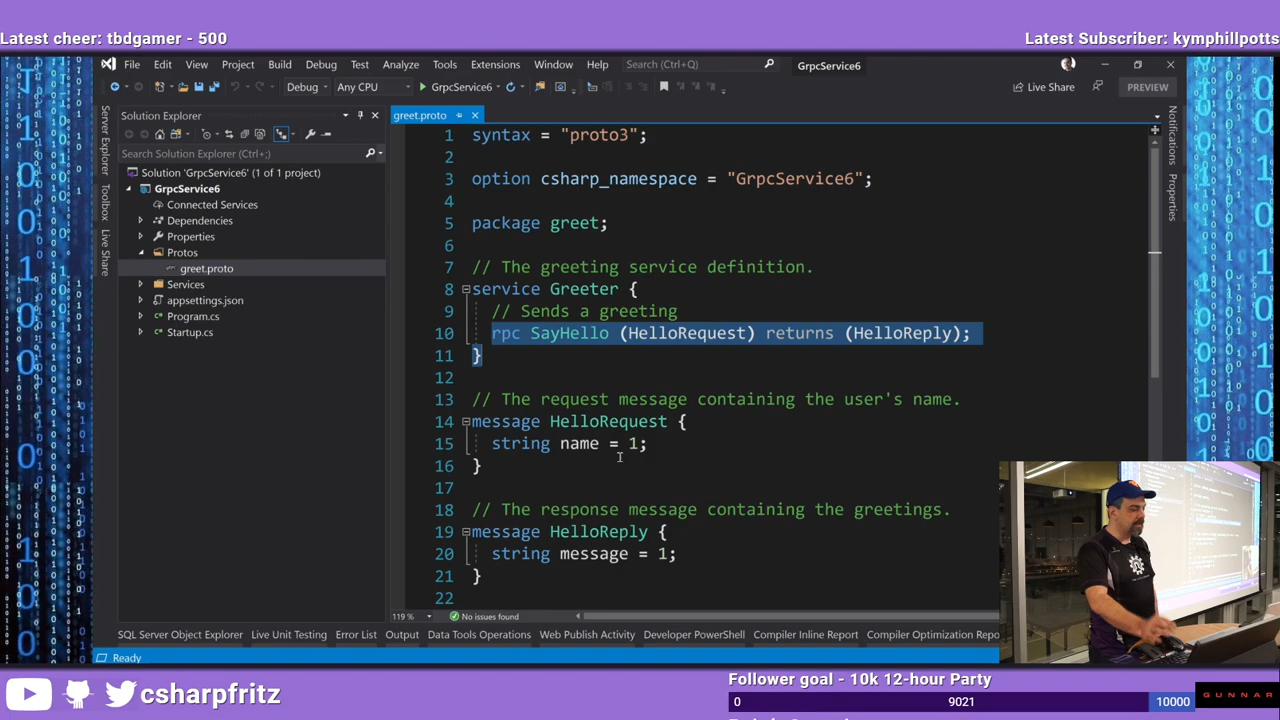 Latest cheer: tbdgamer - 500
Latest Subscriber: kymphillpotts
File Edit View Project Build Debug Test Analyze Tools Extensions Window Help Search (Ctrl+Q) GrpcService6
Debug Any CPU GrpcService6 Live Share PREVIEW
Solution Explorer
Search Solution Explorer (Ctrl+;)
Solution 'GrpcService6' (1 of 1 project)
GrpcService6
Connected Services
Dependencies
Properties
Protos
greet.proto
Services
appsettings.json
Program.cs
Startup.cs
Server Explorer
Toolbox
Live Share
greet.proto
1 syntax = "proto3";
2
3 option csharp_namespace = "GrpcService6";
4
5 package greet;
6
7 // The greeting service definition.
8 service Greeter {
9 // Sends a greeting
10 rpc SayHello (HelloRequest) returns (HelloReply);
11 }
12
13 // The request message containing the user's name.
14 message HelloRequest {
15 string name = 1;
16 }
17
18 // The response message containing the greetings.
19 message HelloReply {
20 string message = 1;
21 }
22
Notifications
Properties
119 % No issues found
SQL Server Object Explorer Live Unit Testing Error List Output Data Tools Operations Web Publish Activity Developer PowerShell Compiler Inline Report Compiler Optimization Repo
Ready
csharpfritz
Follower goal - 10k 12-hour Party
0 9021 10000
GUNNAR